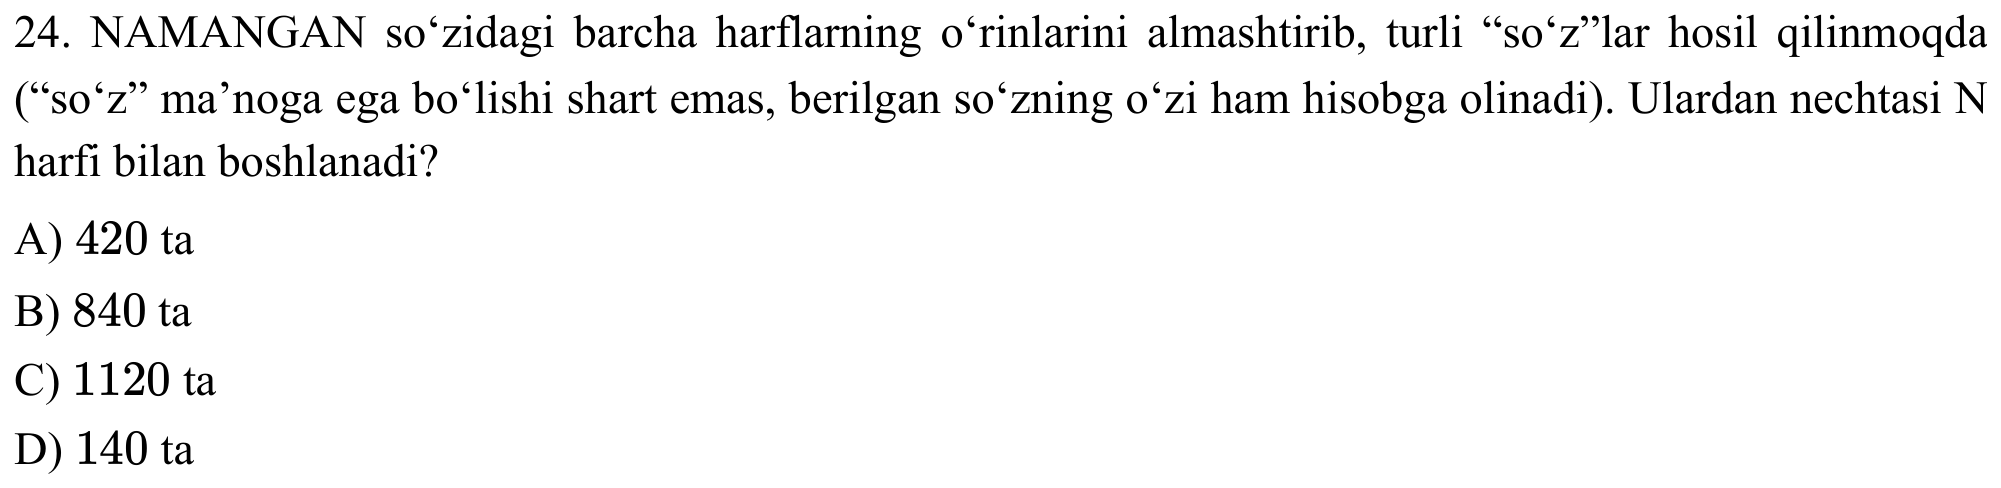 24. NAMANGAN so‘zidagi barcha harflarning o‘rinlarini almashtirib, turli “so‘z”lar hosil qilinmoqda
(“so‘z” ma’noga ega bo‘lishi shart emas, berilgan so‘zning o‘zi ham hisobga olinadi). Ulardan nechtasi N
harfi bilan boshlanadi?
A) 420 ta
B) 840 ta
C) 1120 ta
D) 140 ta